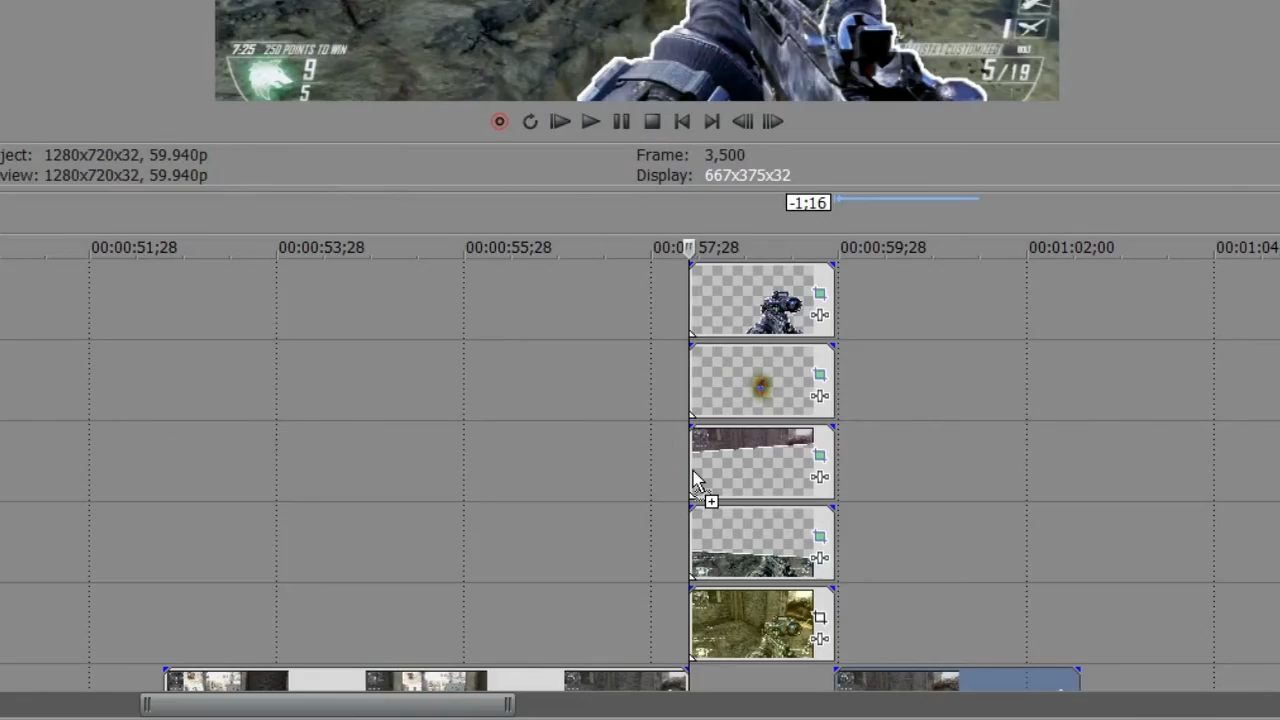 7:25 250 POINTS TO WIN
9
5
CUSTOMIZED
5/19
ject: 1280x720x32, 59.940p
view: 1280x720x32, 59.940p
Frame: 3,500
Display: 667x375x32
-1;16
00:00:51;28 00:00:53;28 00:00:55;28 57;28 00:00:59;28 00:01:02;00 00:01:04